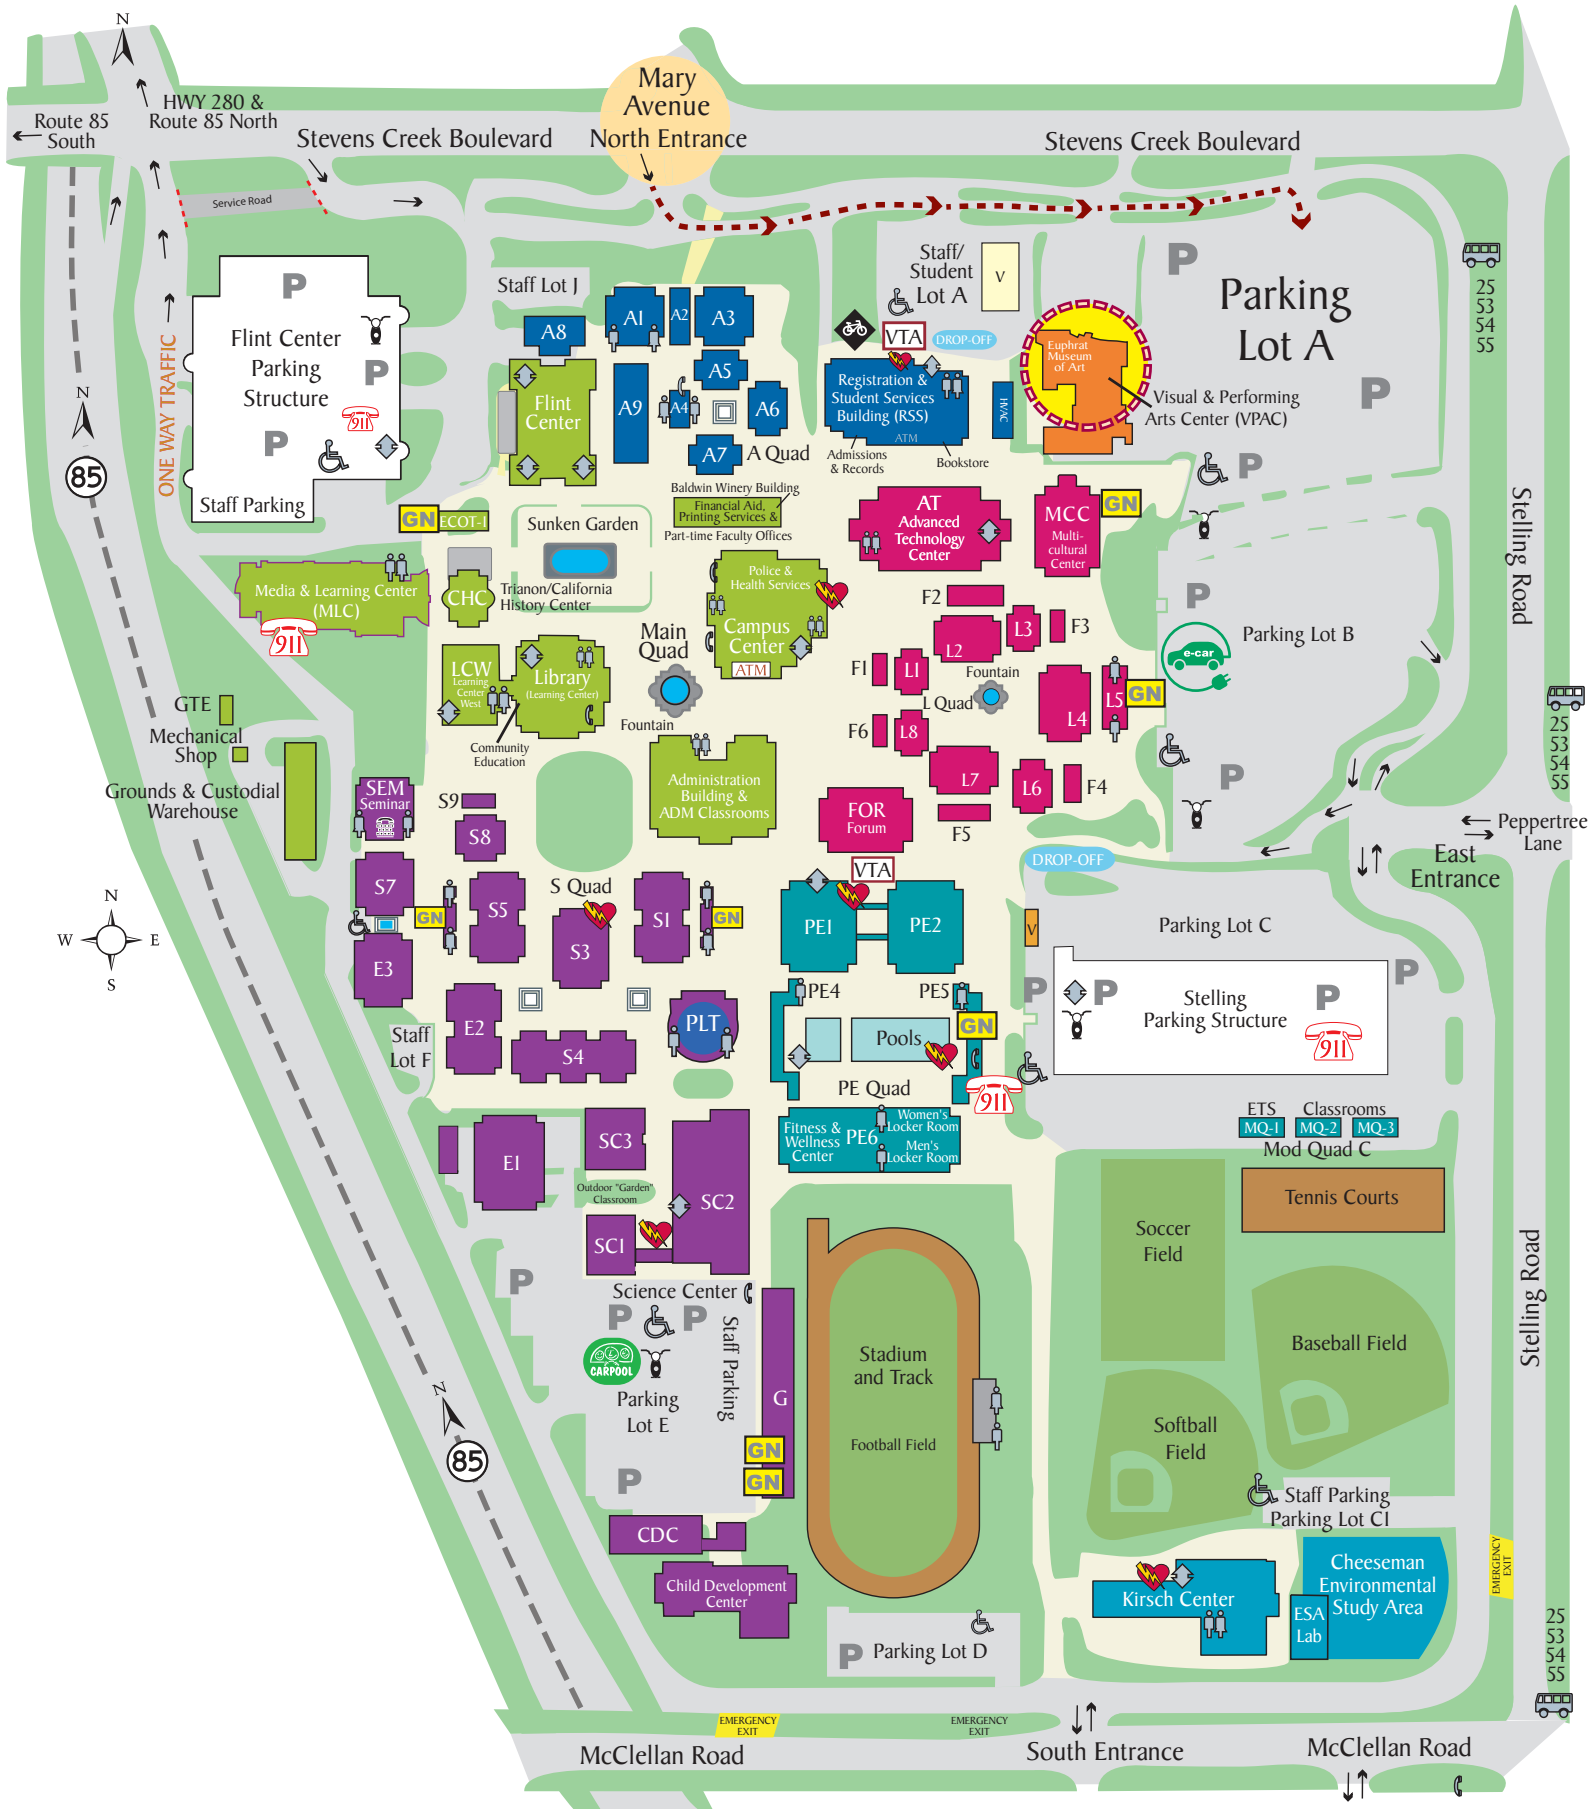 N
HWY 280 &
Route 85 North
Route 85
South
Stevens Creek Boulevard
Mary
Avenue
North Entrance
Stevens Creek Boulevard
Service Road
ONE WAY TRAFFIC
N
85
P
Flint Center
Parking
Structure
P
911
P
Staff Parking
Staff Lot J
A8
A1
A2
A3
A5
A9
A4
A6
A7
A Quad
Flint
Center
Staff/
Student
Lot A
V
VTA
DROP-OFF
Registration &
Student Services
Building (RSS)
ATM
HVAC
Admissions
& Records
Bookstore
Euphrat
Museum
of Art
Visual & Performing
Arts Center (VPAC)
P
Parking
Lot A
P
P
25
53
54
55
GN
ECOT-1
Sunken Garden
Baldwin Winery Building
Financial Aid,
Printing Services &
Part-time Faculty Offices
AT
Advanced
Technology
Center
MCC
Multi-
cultural
Center
GN
Stelling Road
Media & Learning Center
(MLC)
911
CHC
Trianon/California
History Center
Police &
Health Services
Campus
Center
ATM
Main
Quad
Fountain
LCW
Learning
Center
West
Library
(Learning Center)
Community
Education
F2
L3
F3
L2
F1
L1
Fountain
L Quad
L4
L5
GN
F6
L8
L7
L6
F4
F5
FOR
Forum
P
Parking Lot B
e-car
P
25
53
54
55
GTE
Mechanical
Shop
Grounds & Custodial
Warehouse
Administration
Building &
ADM Classrooms
SEM
Seminar
S9
S8
S7
S5
GN
S Quad
S3
S1
GN
E3
E2
S4
PLT
Staff
Lot F
N
W
E
S
VTA
PE1
PE2
DROP-OFF
V
Peppertree
Lane
East
Entrance
Parking Lot C
P
P
P
Stelling
Parking Structure
P
911
PE4
PE5
GN
Pools
PE Quad
911
Fitness &
Wellness
Center
PE6
Women's
Locker Room
Men's
Locker Room
ETS
Classrooms
MQ-1
MQ-2
MQ-3
Mod Quad C
Tennis Courts
E1
SC3
Outdoor "Garden"
Classroom
SC2
SC1
Science Center
P
P
P
CARPOOL
Parking
Lot E
Staff Parking
G
GN
GN
P
Stadium
and Track
Football Field
Soccer
Field
Baseball Field
Softball
Field
Stelling Road
N
85
CDC
Child Development
Center
Staff Parking
Parking Lot C1
Kirsch Center
Cheeseman
Environmental
Study Area
ESA
Lab
EMERGENCY
EXIT
25
53
54
55
P
Parking Lot D
EMERGENCY
EXIT
EMERGENCY
EXIT
McClellan Road
South Entrance
McClellan Road